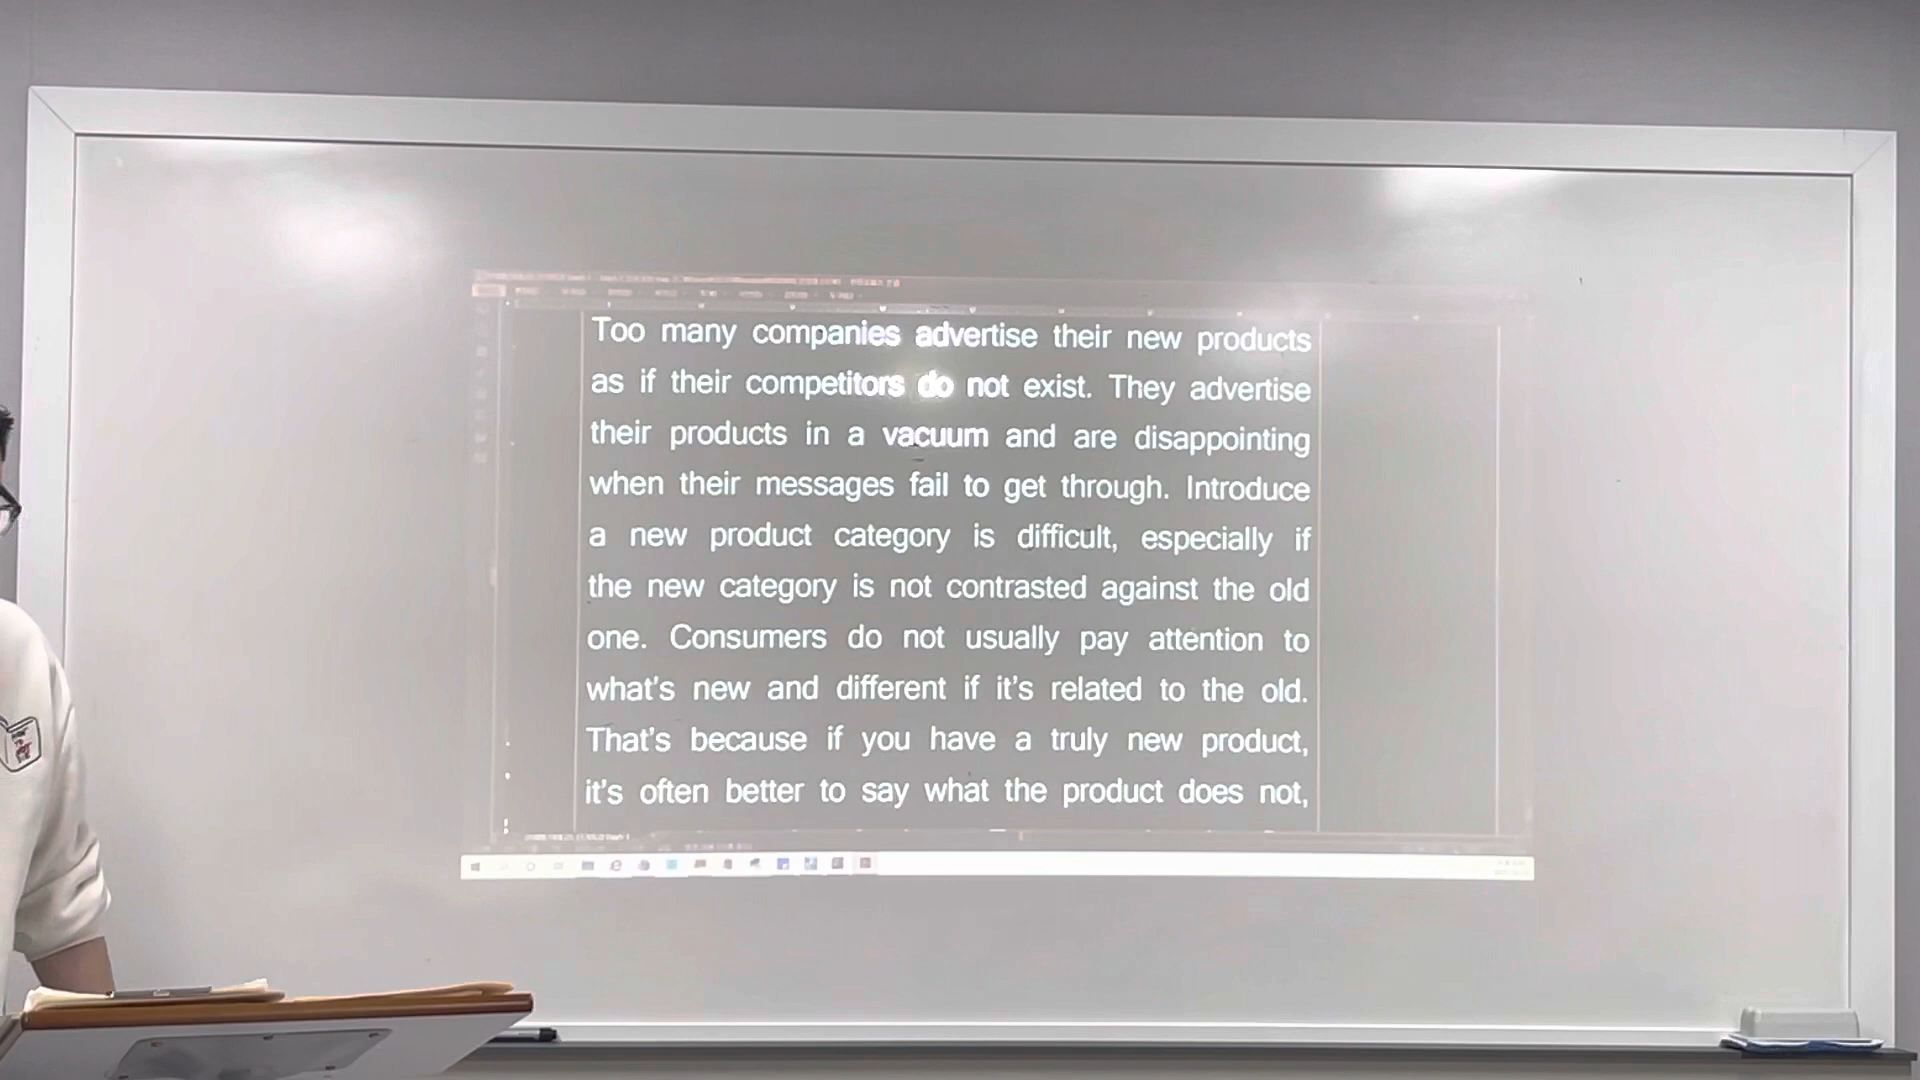 Too many companies advertise their new products
as if their competitors do not exist. They advertise
their products in a vacuum and are disappointing
when their messages fail to get through. Introduce
a new product category is difficult, especially if
the new category is not contrasted against the old
one. Consumers do not usually pay attention to
what's new and different if it's related to the old.
That's because if you have a truly new product,
it's often better to say what the product does not,